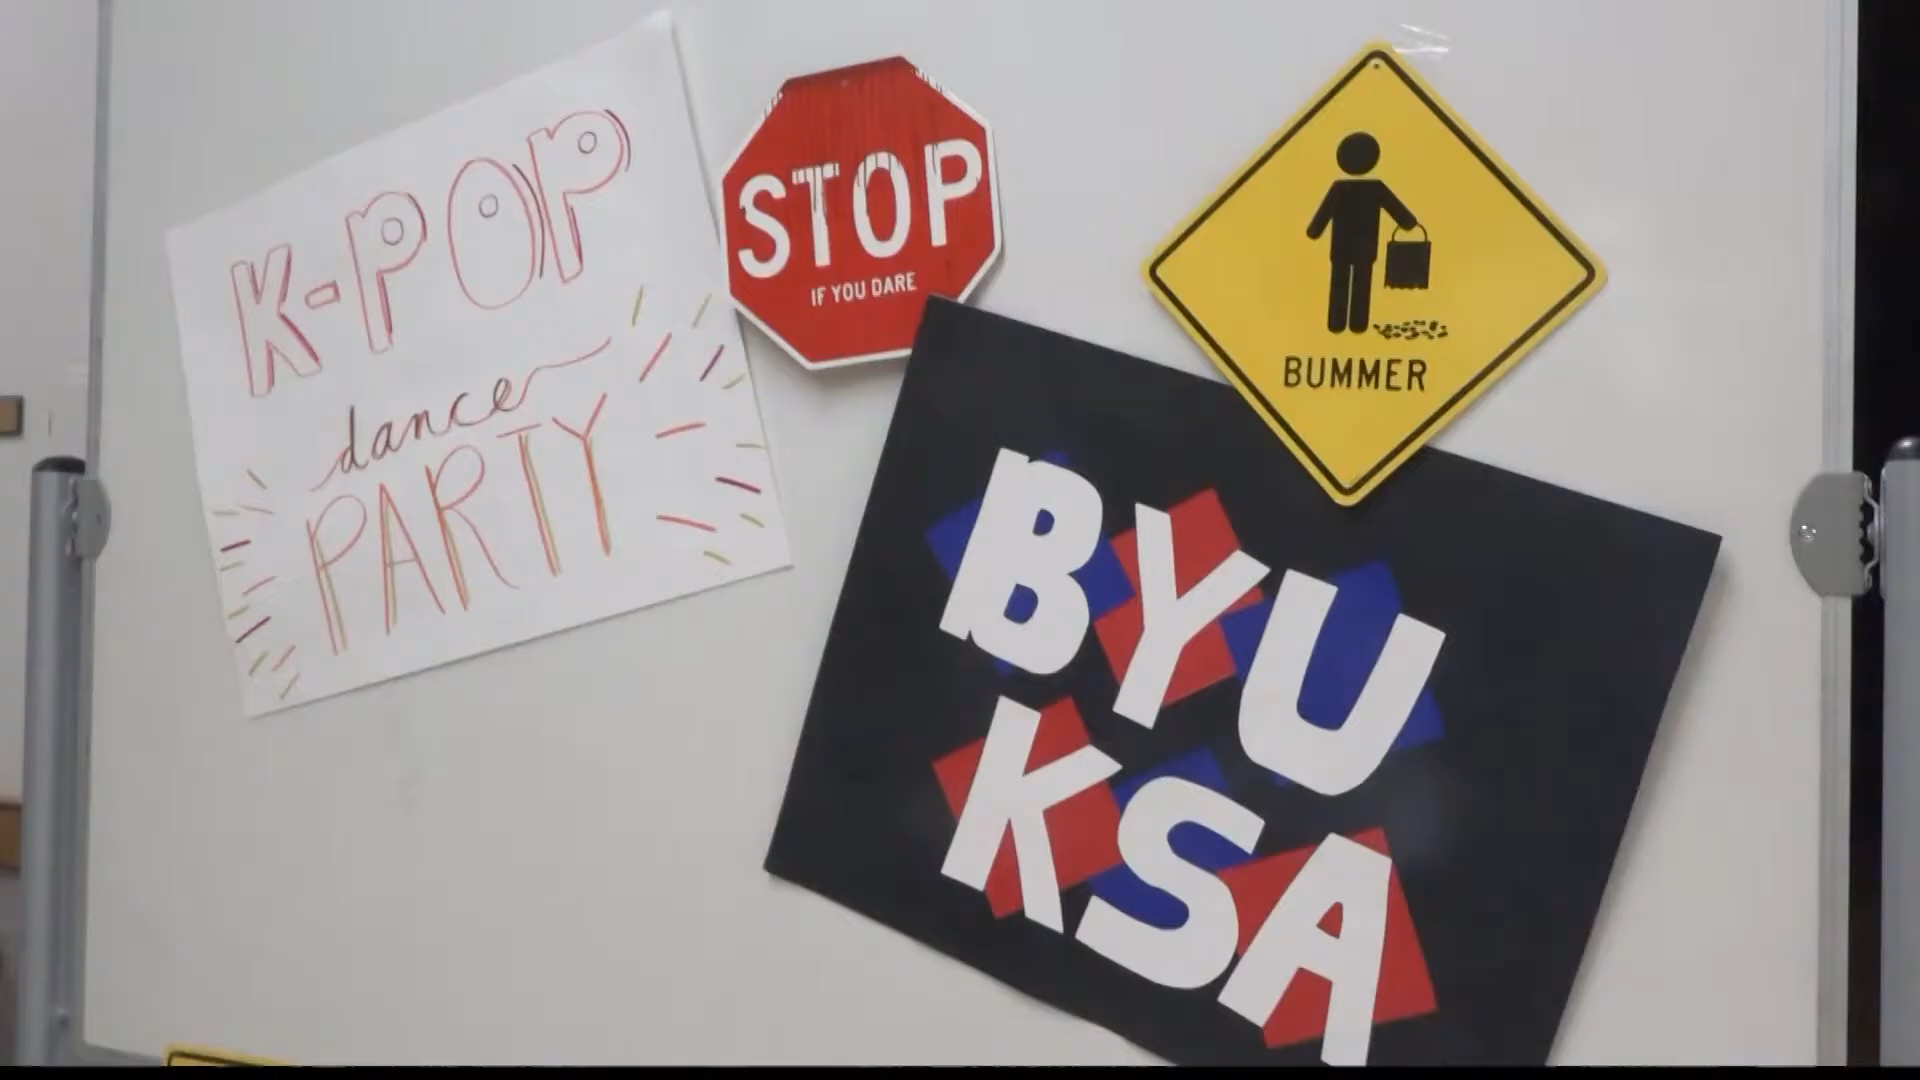 K-POP
dance
PARTY
STOP
IF YOU DARE
BUMMER
BYU
KSA